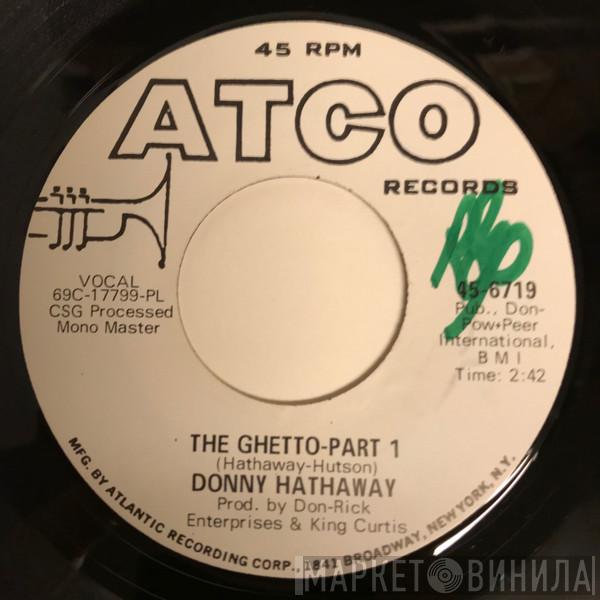 45 RPM
ATCO
RECORDS
VOCAL
69C-17799-PL
CSG Processed
Mono Master
45-6719
Pub., Don-
Pow+Peer
International,
B M I
Time: 2:42
THE GHETTO-PART 1
(Hathaway-Hutson)
DONNY HATHAWAY
Prod. by Don-Rick
Enterprises & King Curtis
MFG. BY ATLANTIC RECORDING CORP., 1841 BROADWAY, NEW YORK, N.Y.
МАРКЕТ ВИНИЛА